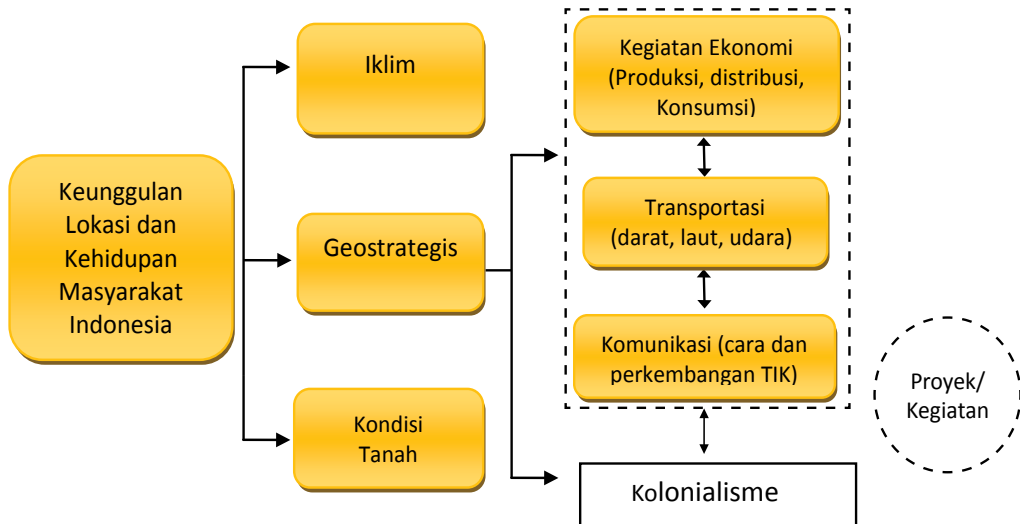 Keunggulan
Lokasi dan
Kehidupan
Masyarakat
Indonesia
Iklim
Geostrategis
Kondisi
Tanah
Kegiatan Ekonomi
(Produksi, distribusi,
Konsumsi)
Transportasi
(darat, laut, udara)
Komunikasi (cara dan
perkembangan TIK)
Kolonialisme
Proyek/
Kegiatan